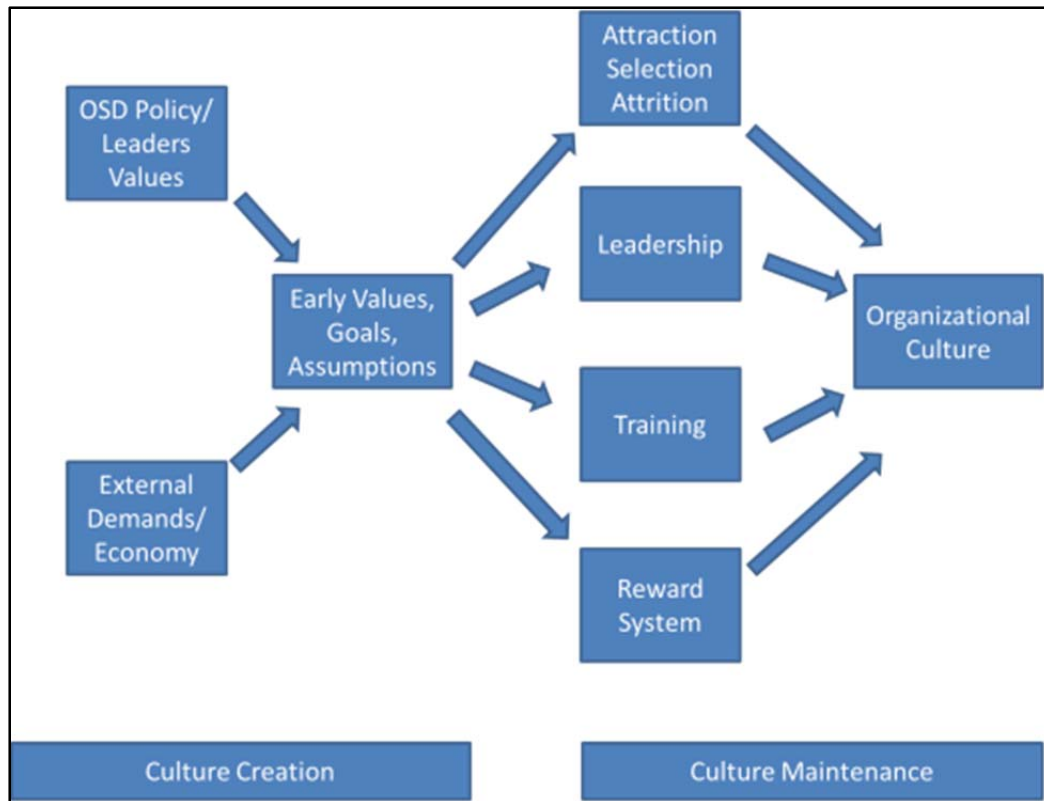 OSD Policy/
Leaders
Values
External
Demands/
Economy
Early Values,
Goals,
Assumptions
Attraction
Selection
Attrition
Leadership
Training
Reward
System
Organizational
Culture
Culture Creation
Culture Maintenance